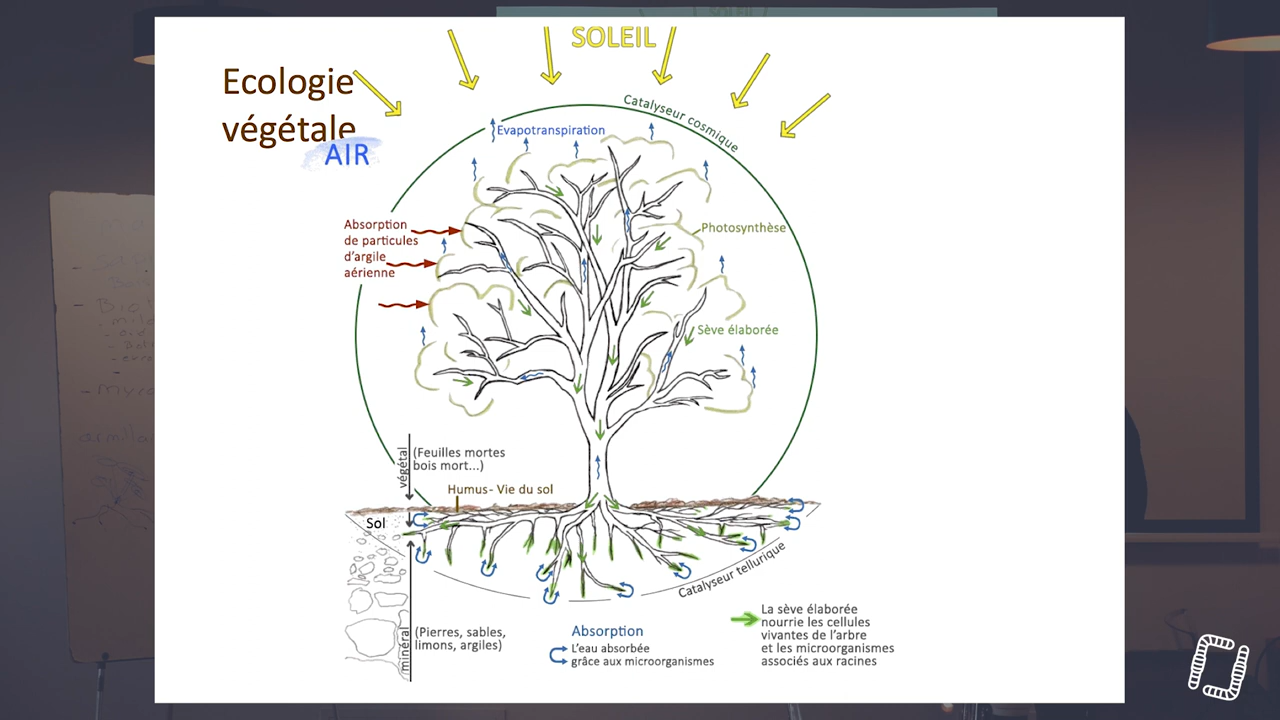 SOLEIL
Ecologie
végétale
AIR
Catalyseur cosmique
Evapotranspiration
Absorption
de particules
d'argile
aérienne
Photosynthèse
Sève élaborée
végétal
(Feuilles mortes
bois mort...)
Humus - Vie du sol
Sol
Catalyseur tellurique
minéral
(Pierres, sables,
limons, argiles)
Absorption
L'eau absorbée
grâce aux microorganismes
La sève élaborée
nourrie les cellules
vivantes de l'arbre
et les microorganismes
associés aux racines